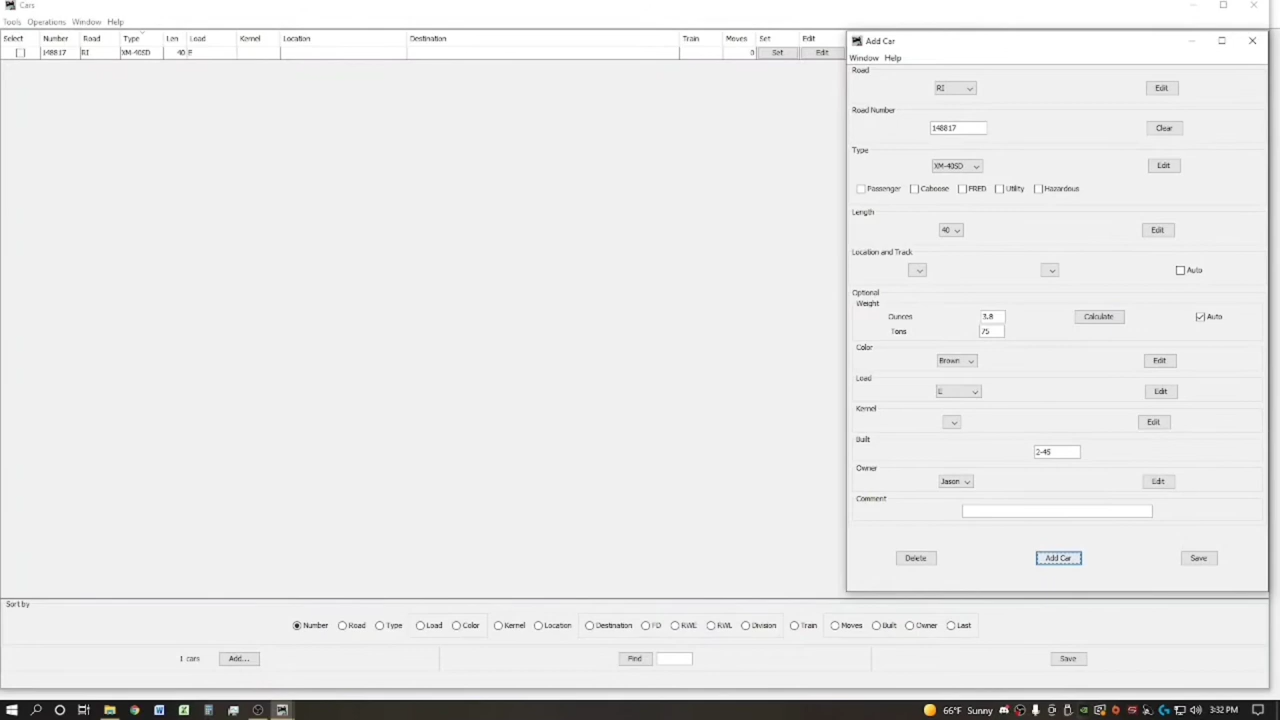 Cars
Tools Operations Window Help
Select Number Road Type Len Load Kernel Location Destination Train Moves Set Edit
148817 RI XM-40SD 40 E 0 Set Edit
Add Car
Window Help
Road
RI Edit
Road Number
148817 Clear
Type
XM-40SD Edit
Passenger Caboose FRED Utility Hazardous
Length
40 Edit
Location and Track
Auto
Optional
Weight
Ounces 3.8 Calculate Auto
Tons 75
Color
Brown Edit
Load
E Edit
Kernel
Edit
Built
2-45
Owner
Jason Edit
Comment
Delete Add Car Save
Sort by
Number Road Type Load Color Kernel Location Destination FD RWE RWL Division Train Moves Built Owner Last
1 cars Add... Find Save
66°F Sunny 3:32 PM